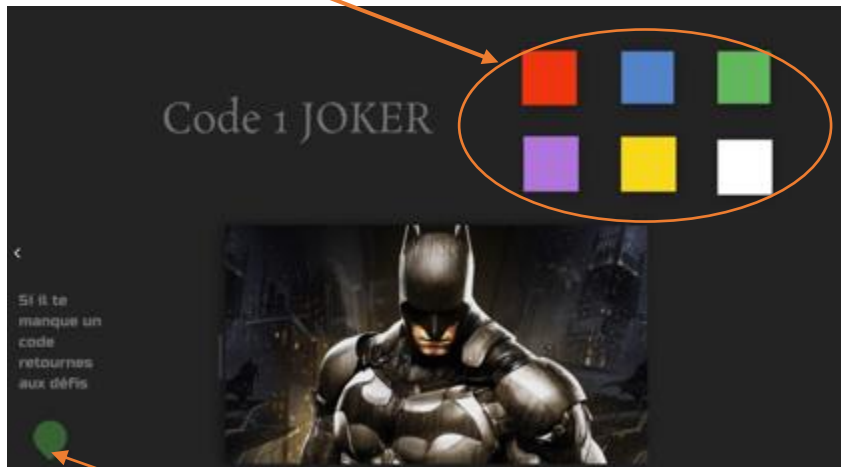 Code 1 JOKER
Si il te
manque un
code
retournes
aux défis